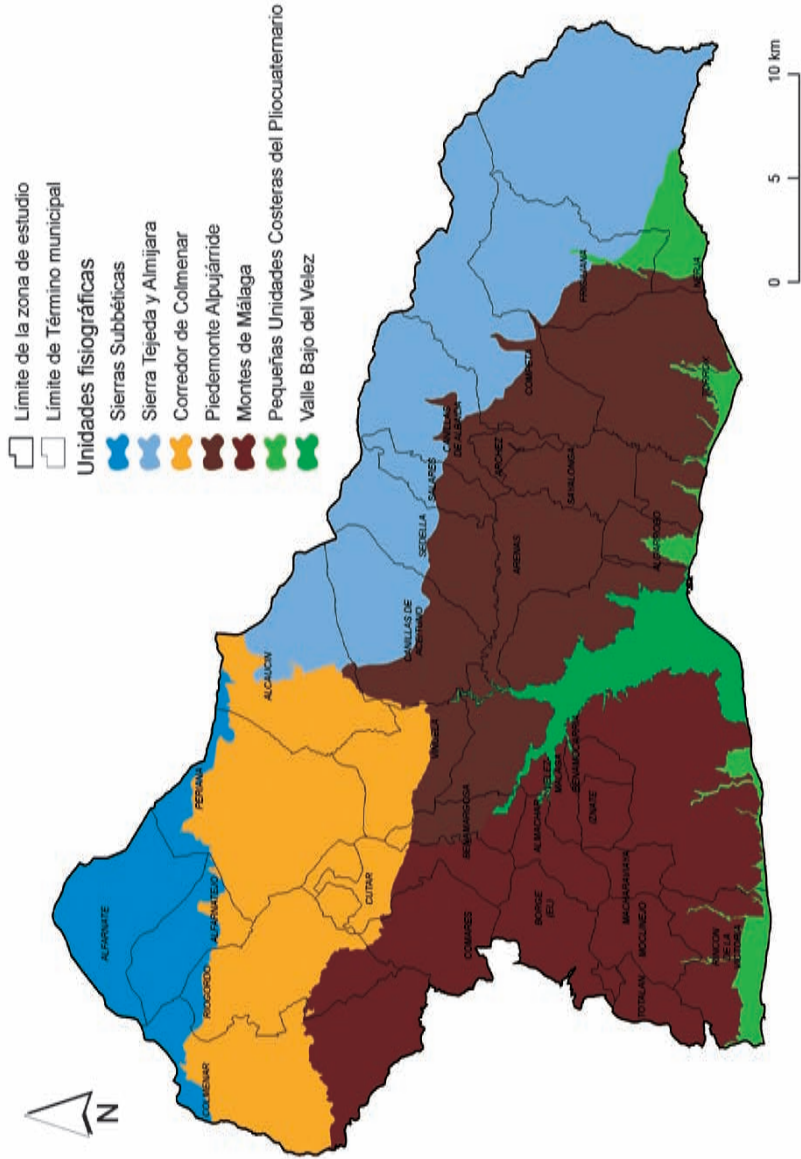 N
Límite de la zona de estudio
Límite de Término municipal
Unidades fisiográficas
Sierras Subbéticas
Sierra Tejeda y Almijara
Corredor de Colmenar
Piedemonte Alpujárride
Montes de Málaga
Pequeñas Unidades Costeras del Pliocuaternario
Valle Bajo del Velez
ALFARNATE
COLMENAR
RIOGORDO
ALFARNATEJO
PERIANA
ALCAUCIN
CUTAR
CANILLAS DE
ACEITUNO
SEDELLA
SALARES
CANILLAS
DE ALBAIDA
VIÑUELA
COMARES
BENAMARGOSA
ARENAS
ARCHEZ
COMPETA
BORGE
(EL)
ALMACHAR
VELEZ
MALAGA
BENAMOCARRA
SAYALONGA
FRIGILIANA
IZNATE
TOTALAN
MOCLINEJO
MACHARAVIAYA
ALGARROBO
TORROX
NERJA
RINCON
DE LA
VICTORIA
0 5 10 km